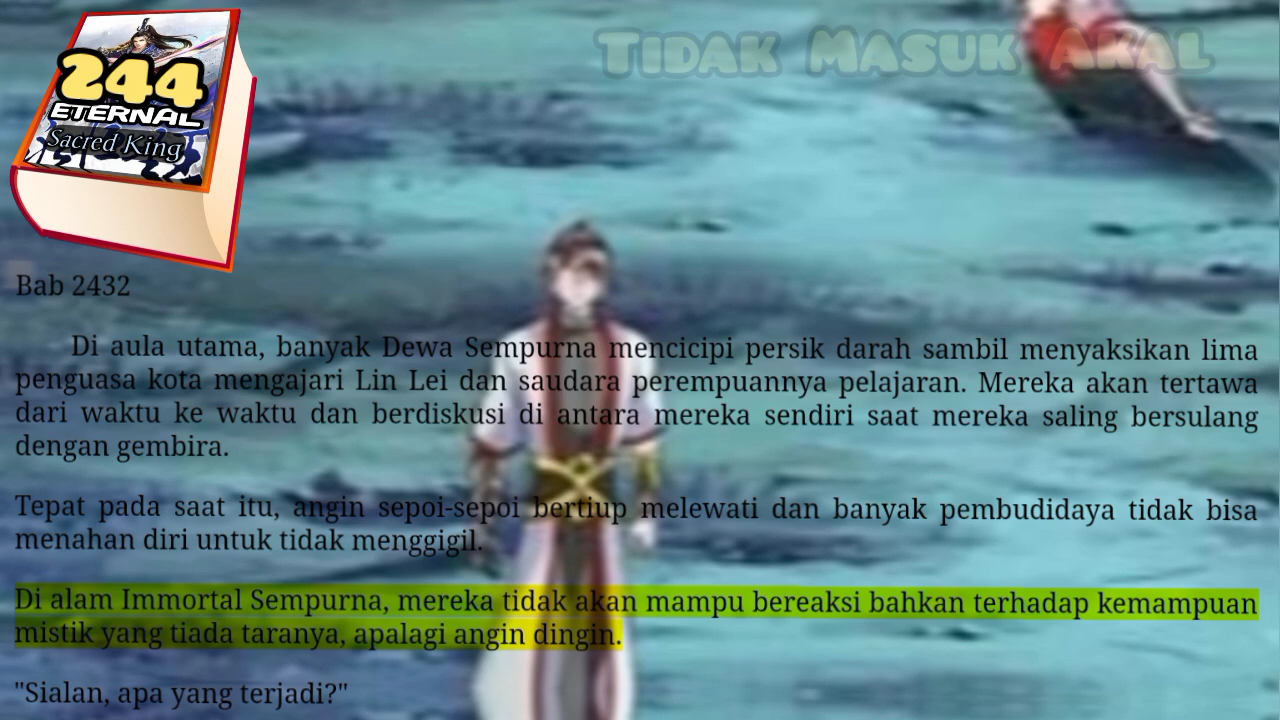 Tidak Masuk Akal
244
ETERNAL
Sacred King
Bab 2432
Di aula utama, banyak Dewa Sempurna mencicipi persik darah sambil menyaksikan lima
penguasa kota mengajari Lin Lei dan saudara perempuannya pelajaran. Mereka akan tertawa
dari waktu ke waktu dan berdiskusi di antara mereka sendiri saat mereka saling bersulang
dengan gembira.
Tepat pada saat itu, angin sepoi-sepoi bertiup melewati dan banyak pembudidaya tidak bisa
menahan diri untuk tidak menggigil.
Di alam Immortal Sempurna, mereka tidak akan mampu bereaksi bahkan terhadap kemampuan
mistik yang tiada taranya, apalagi angin dingin.
"Sialan, apa yang terjadi?"